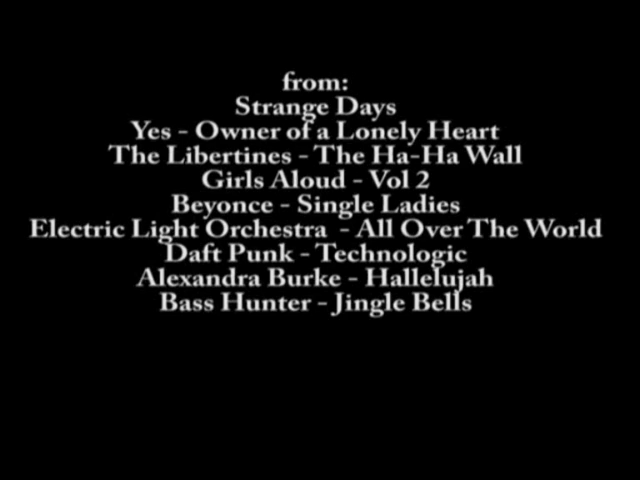 from:
Strange Days
Yes - Owner of a Lonely Heart
The Libertines - The Ha-Ha Wall
Girls Aloud - Vol 2
Beyonce - Single Ladies
Electric Light Orchestra - All Over The World
Daft Punk - Technologic
Alexandra Burke - Hallelujah
Bass Hunter - Jingle Bells